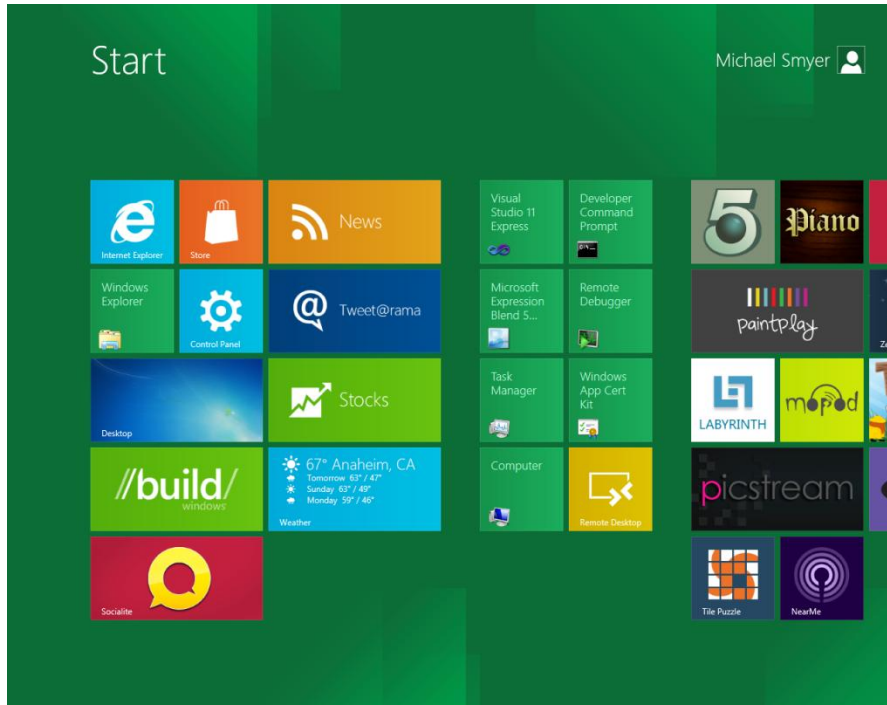 Start
Michael Smyer
Internet Explorer
Store
News
Windows
Explorer
Control Panel
Tweet@rama
Desktop
Stocks
//build/
windows
67° Anaheim, CA
Tomorrow 63°/47°
Sunday 63°/49°
Monday 59°/46°
Weather
Socialite
Visual
Studio 11
Express
Developer
Command
Prompt
Microsoft
Expression
Blend 5...
Remote
Debugger
Task
Manager
Windows
App Cert
Kit
Computer
Remote Desktop
5
Piano
paintplay
LABYRINTH
mopod
picstream
Tile Puzzle
NearMe